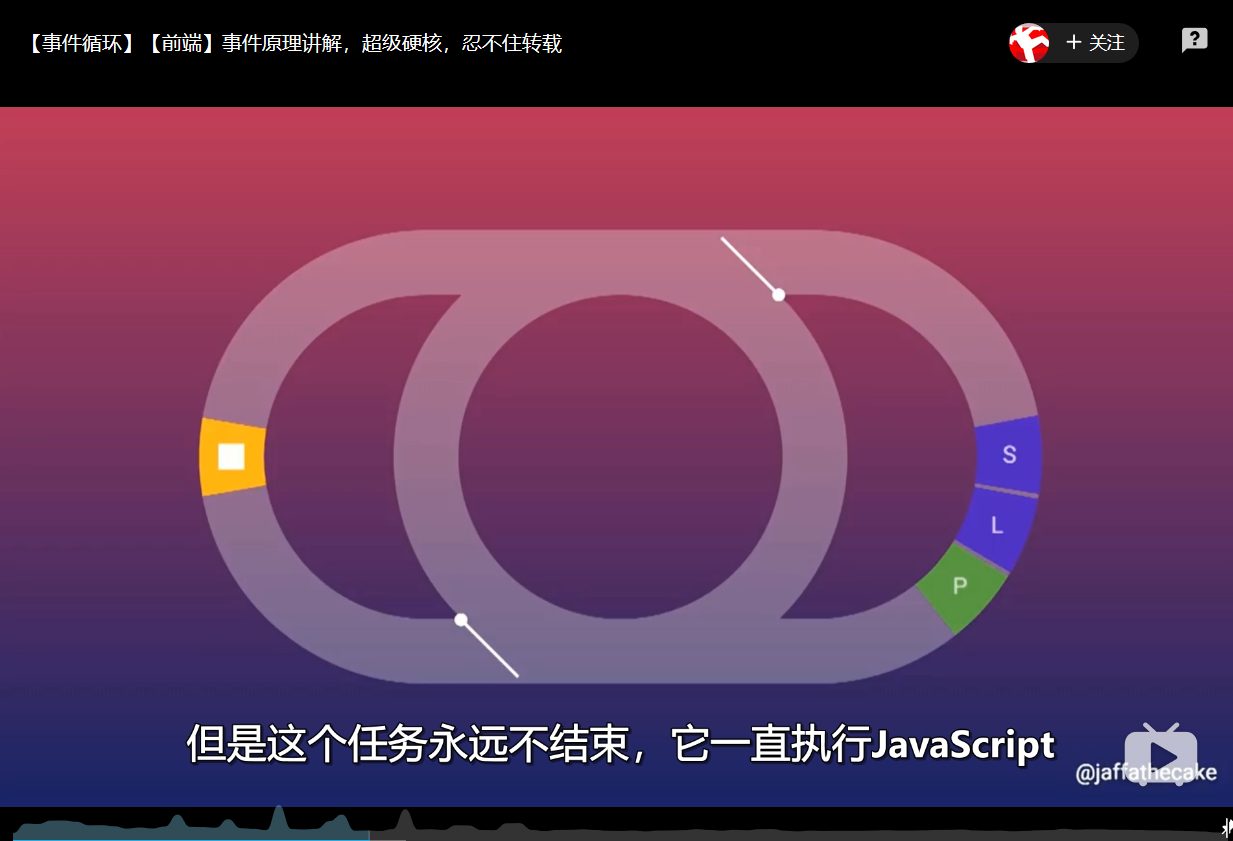 【事件循环】【前端】事件原理讲解，超级硬核，忍不住转载
+ 关注
?
S
L
P
但是这个任务永远不结束，它一直执行JavaScript
@jaffathecake